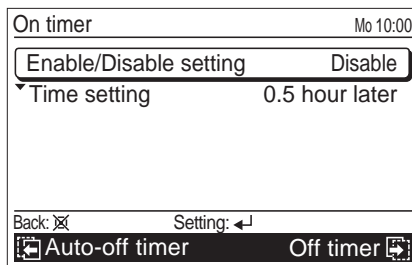 On timer Mo 10:00
Enable/Disable setting Disable
Time setting 0.5 hour later
Back: Setting:
Auto-off timer Off timer